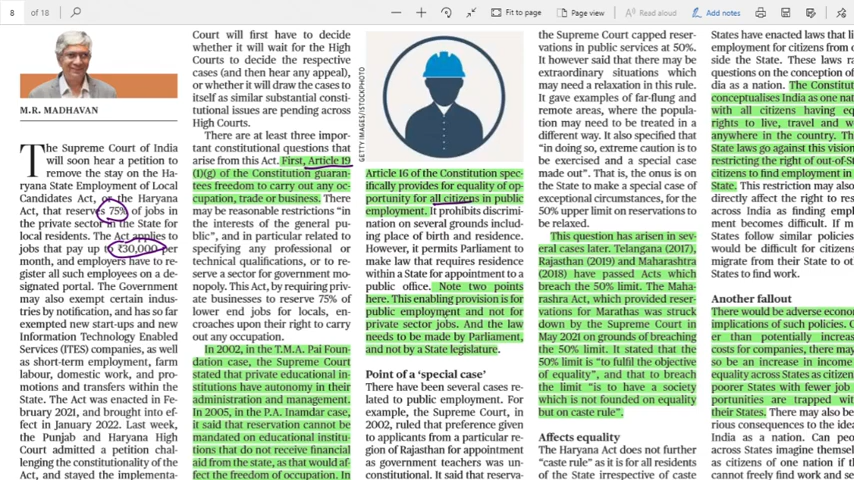 8 of 18
Fit to page
Page view
Read aloud
Add notes
M.R. MADHAVAN
The Supreme Court of India
will soon hear a petition to
remove the stay on the Ha-
ryana State Employment of Local
Candidates Act, or the Haryana
Act, that reserves 75% of jobs in
the private sector in the State for
local residents. The Act applies to
jobs that pay up to ₹30,000 per
month, and employers have to re-
gister all such employees on a de-
signated portal. The Government
may also exempt certain indus-
tries by notification, and has so far
exempted new start-ups and new
Information Technology Enabled
Services (ITES) companies, as well
as short-term employment, farm
labour, domestic work, and pro-
motions and transfers within the
State. The Act was enacted in Fe-
bruary 2021, and brought into ef-
fect in January 2022. Last week,
the Punjab and Haryana High
Court admitted a petition chal-
lenging the constitutionality of the
Act, and stayed the implementa-
Court will first have to decide
whether it will wait for the High
Courts to decide the respective
cases (and then hear any appeal),
or whether it will draw the cases to
itself as similar substantial consti-
tutional issues are pending across
High Courts.
There are at least three impor-
tant constitutional questions that
arise from this Act. First, Article 19
(1)(g) of the Constitution guaran-
tees freedom to carry out any oc-
cupation, trade or business. There
may be reasonable restrictions “in
the interests of the general pu-
blic”, and in particular related to
specifying any professional or
technical qualifications, or to re-
serve a sector for government mo-
nopoly. This Act, by requiring pri-
vate businesses to reserve 75% of
lower end jobs for locals, en-
croaches upon their right to carry
out any occupation.
In 2002, in the T.M.A. Pai Foun-
dation case, the Supreme Court
stated that private educational in-
stitutions have autonomy in their
administration and management.
In 2005, in the P.A. Inamdar case,
it said that reservation cannot be
mandated on educational institu-
tions that do not receive financial
aid from the state, as that would af-
fect the freedom of occupation. In
GETTY IMAGES/ISTOCKPHOTO
Article 16 of the Constitution spe-
cifically provides for equality of op-
portunity for all citizens in public
employment. It prohibits discrimi-
nation on several grounds includ-
ing place of birth and residence.
However, it permits Parliament to
make law that requires residence
within a State for appointment to a
public office. Note two points
here. This enabling provision is for
public employment and not for
private sector jobs. And the law
needs to be made by Parliament,
and not by a State legislature.
Point of a ‘special case’
There have been several cases re-
lated to public employment. For
example, the Supreme Court, in
2002, ruled that preference given
to applicants from a particular re-
gion of Rajasthan for appointment
as government teachers was un-
constitutional. It said that reserva-
the Supreme Court capped reser-
vations in public services at 50%.
It however said that there may be
extraordinary situations which
may need a relaxation in this rule.
It gave examples of far-flung and
remote areas, where the popula-
tion may need to be treated in a
different way. It also specified that
“in doing so, extreme caution is to
be exercised and a special case
made out”. That is, the onus is on
the State to make a special case of
exceptional circumstances, for the
50% upper limit on reservations to
be relaxed.
This question has arisen in sev-
eral cases later. Telangana (2017),
Rajasthan (2019) and Maharashtra
(2018) have passed Acts which
breach the 50% limit. The Maha-
rashtra Act, which provided reser-
vations for Marathas was struck
down by the Supreme Court in
May 2021 on grounds of breaching
the 50% limit. It stated that the
50% limit is “to fulfil the objective
of equality”, and that to breach
the limit “is to have a society
which is not founded on equality
but on caste rule”.
Affects equality
The Haryana Act does not further
“caste rule” as it is for all residents
of the State irrespective of caste
States have enacted laws that li
employment for citizens from o
side the State. These laws ra
questions on the conception of
dia as a nation. The Constitut
conceptualises India as one nat
with all citizens having eq
rights to live, travel and w
anywhere in the country. Th
State laws go against this vision
restricting the right of out-of-St
citizens to find employment in
State. This restriction may also
directly affect the right to res
across India as finding empl
ment becomes difficult. If m
States follow similar policies
would be difficult for citizens
migrate from their State to ot
States to find work.
Another fallout
There would be adverse econo
implications of such policies. O
er than potentially increas
costs for companies, there may
so be an increase in income
equality across States as citizen
poorer States with fewer job
portunities are trapped wit
their States. There may also be
rious consequences to the idea
India as a nation. Can peo
across States imagine themse
as citizens of one nation if th
cannot freely find work and se